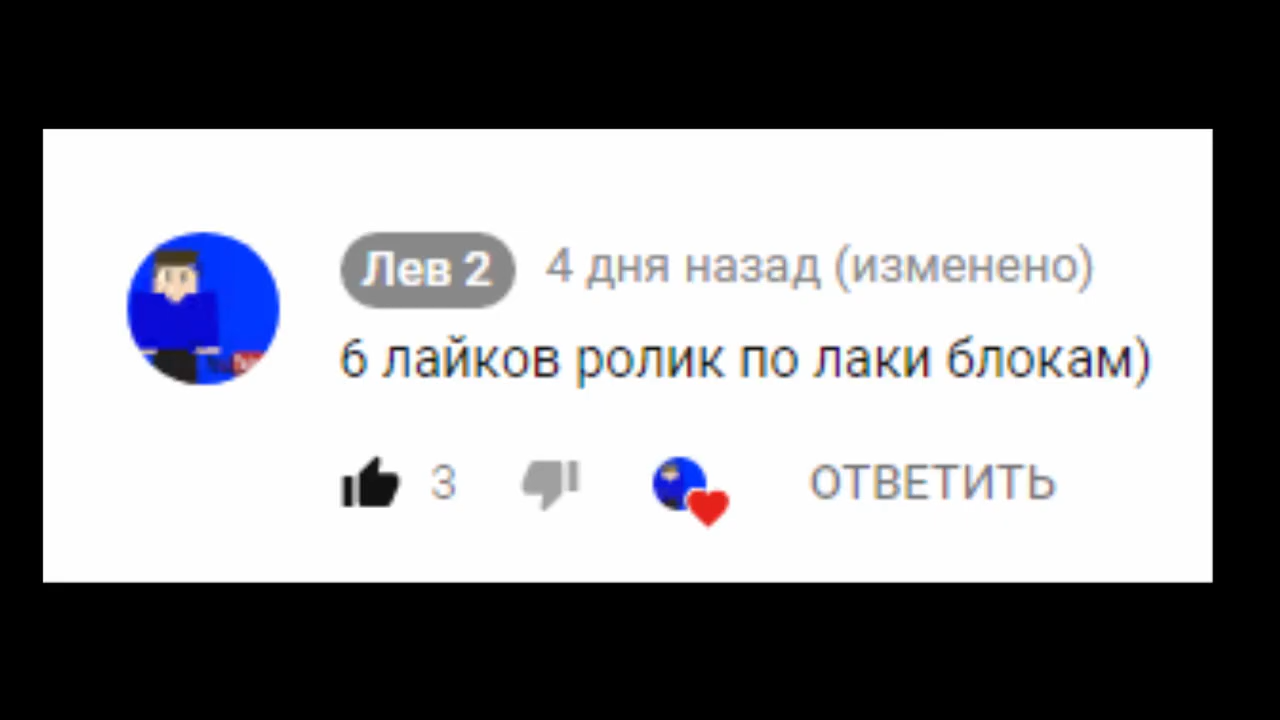 Лев 2 4 дня назад (изменено)
6 лайков ролик по лаки блокам)
3 ОТВЕТИТЬ